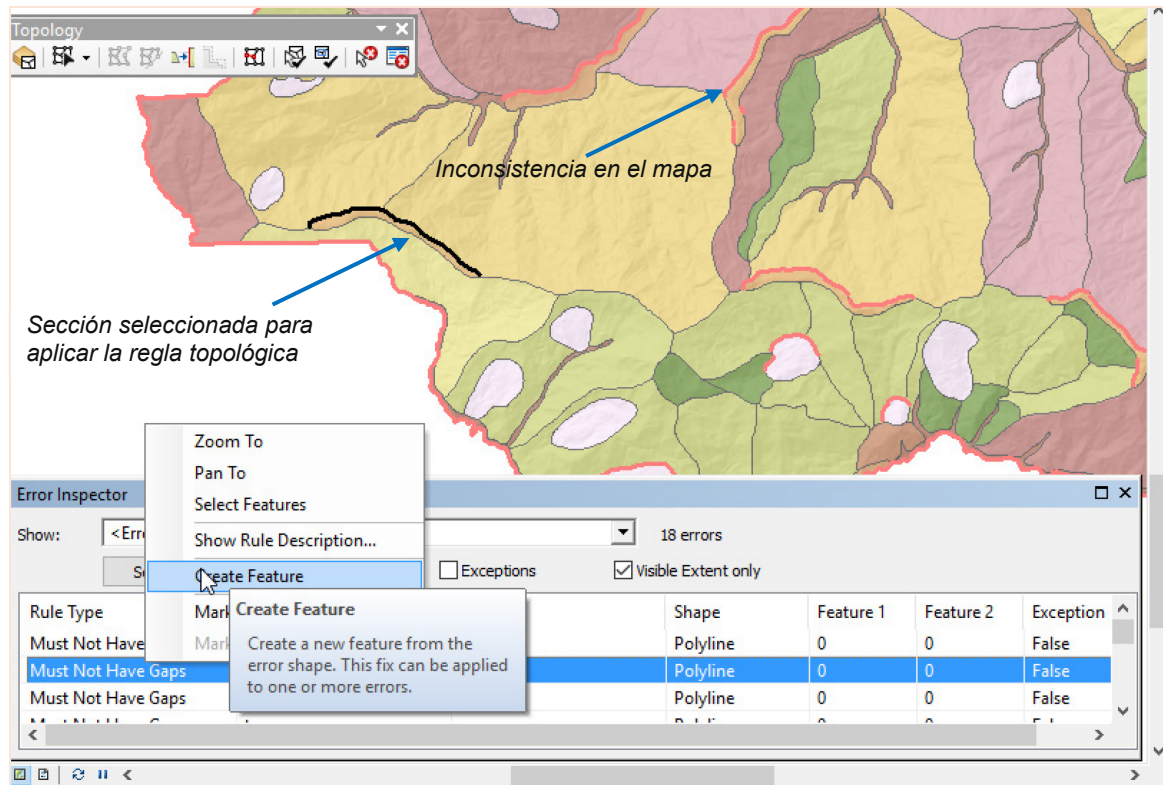 Topology
Inconsistencia en el mapa
Sección seleccionada para
aplicar la regla topológica
Zoom To
Pan To
Select Features
Show Rule Description...
Create Feature
Error Inspector
Show:
18 errors
Exceptions
Visible Extent only
Create Feature
Create a new feature from the
error shape. This fix can be applied
to one or more errors.
Rule Type Shape Feature 1 Feature 2 Exception
Must Not Have Polyline 0 0 False
Must Not Have Gaps Polyline 0 0 False
Must Not Have Gaps Polyline 0 0 False